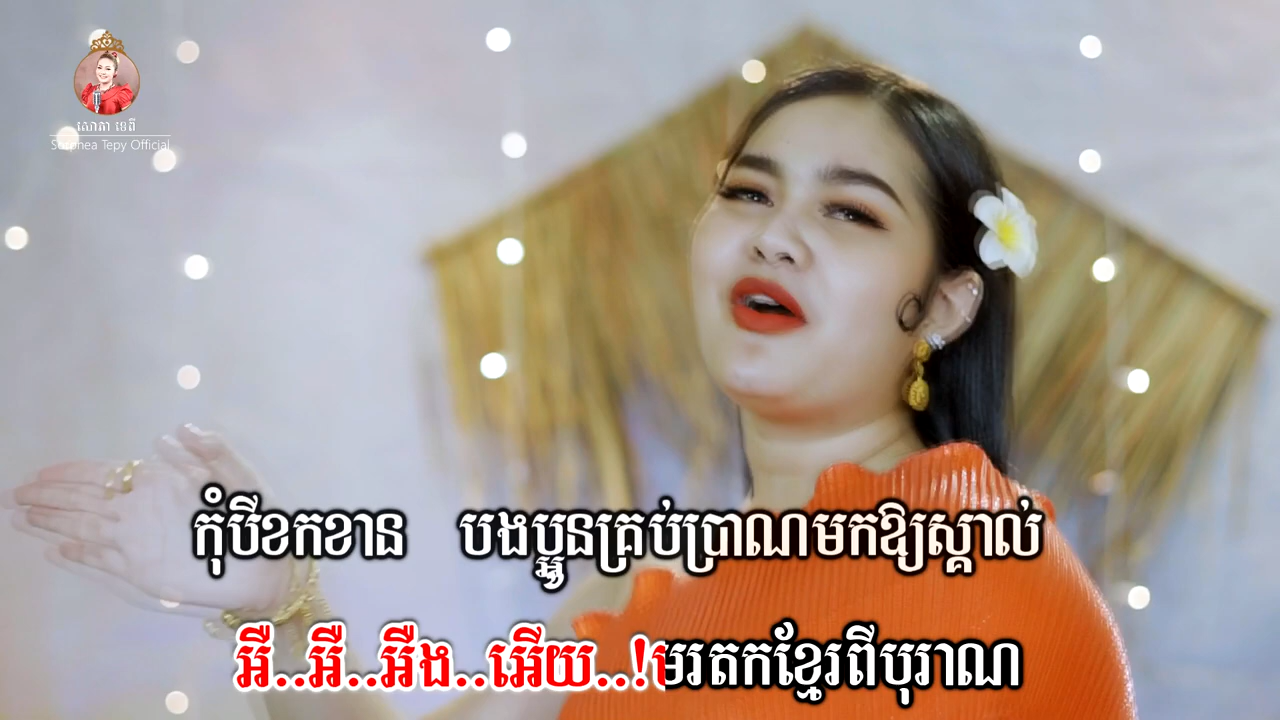 សោភា ទេពី
Sorphea Tepy Official
កុំបីខកខាន បងប្អូនគ្រប់ប្រាណមកឱ្យស្គាល់
អឺ..អឺ..អឺង..អើយ..!មរតកខ្មែរពីបុរាណ